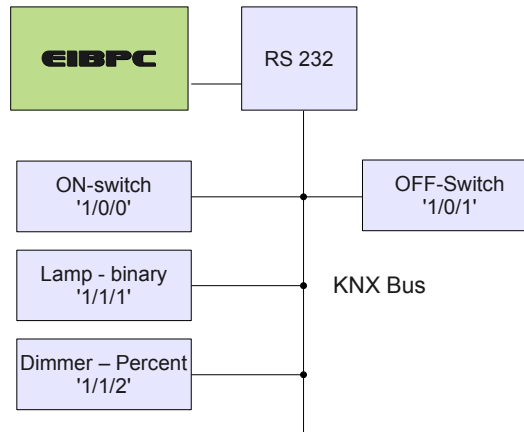 EIBPC
RS 232
ON-switch
'1/0/0'
OFF-Switch
'1/0/1'
Lamp - binary
'1/1/1'
KNX Bus
Dimmer – Percent
'1/1/2'